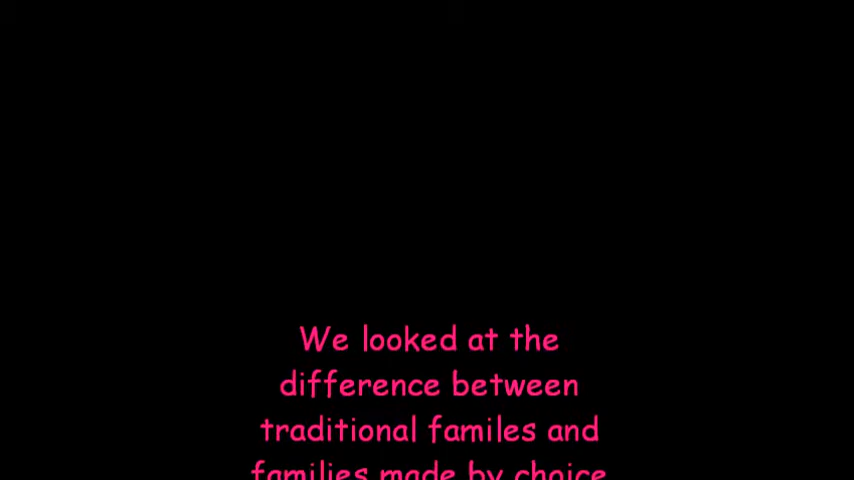 We looked at the
difference between
traditional familes and
families made by choice